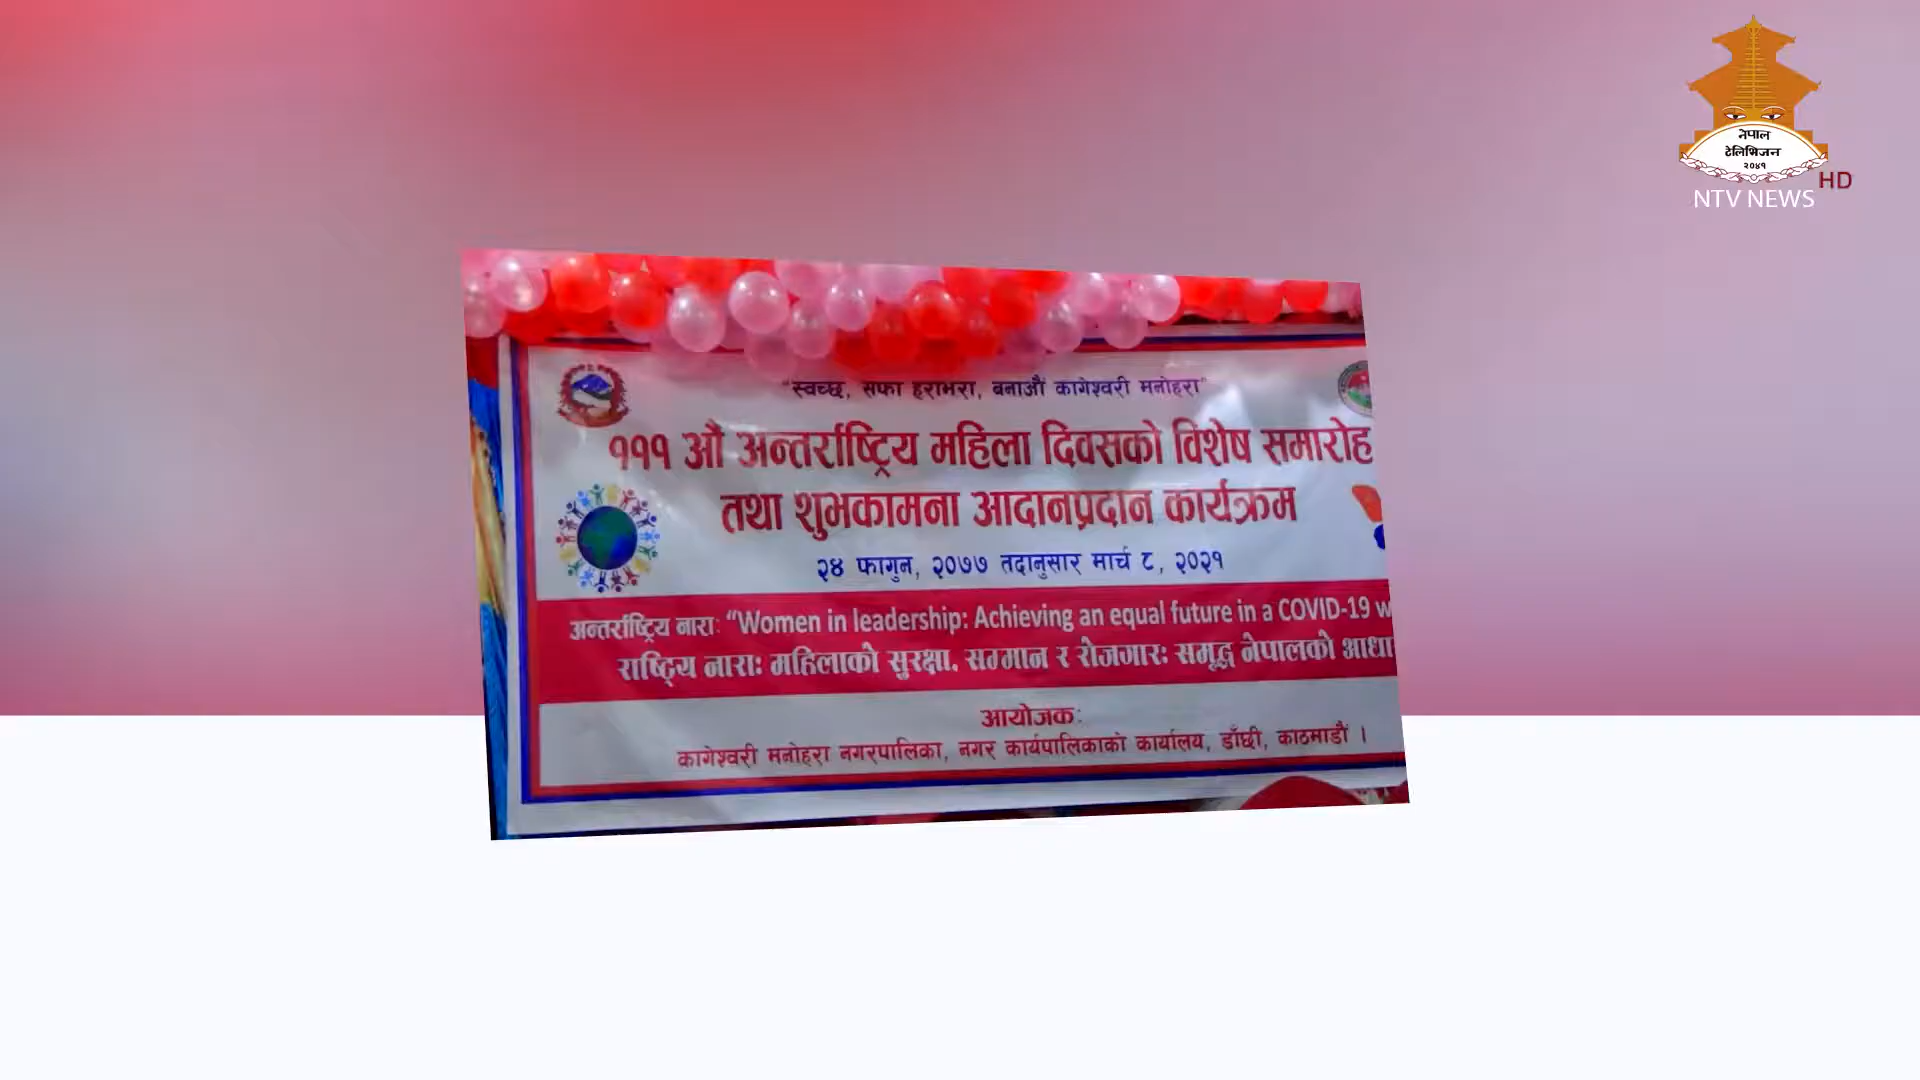 नेपाल
टेलिभिजन
२०४१
HD
NTV NEWS
"स्वच्छ, सफा हराभरा, बनाऔं कागेश्वरी मनोहरा"
१११ औं अन्तर्राष्ट्रिय महिला दिवसको विशेष समारोह
तथा शुभकामना आदानप्रदान कार्यक्रम
२४ फागुन, २०७७ तदानुसार मार्च ८, २०२१
अन्तर्राष्ट्रिय नाराः “Women in leadership: Achieving an equal future in a COVID-19 w
राष्ट्रिय नाराः महिलाको सुरक्षा, सम्मान र रोजगारः समृद्ध नेपालको आधा
आयोजकः
कागेश्वरी मनोहरा नगरपालिका, नगर कार्यपालिकाको कार्यालय, डाँछी, काठमाडौं ।